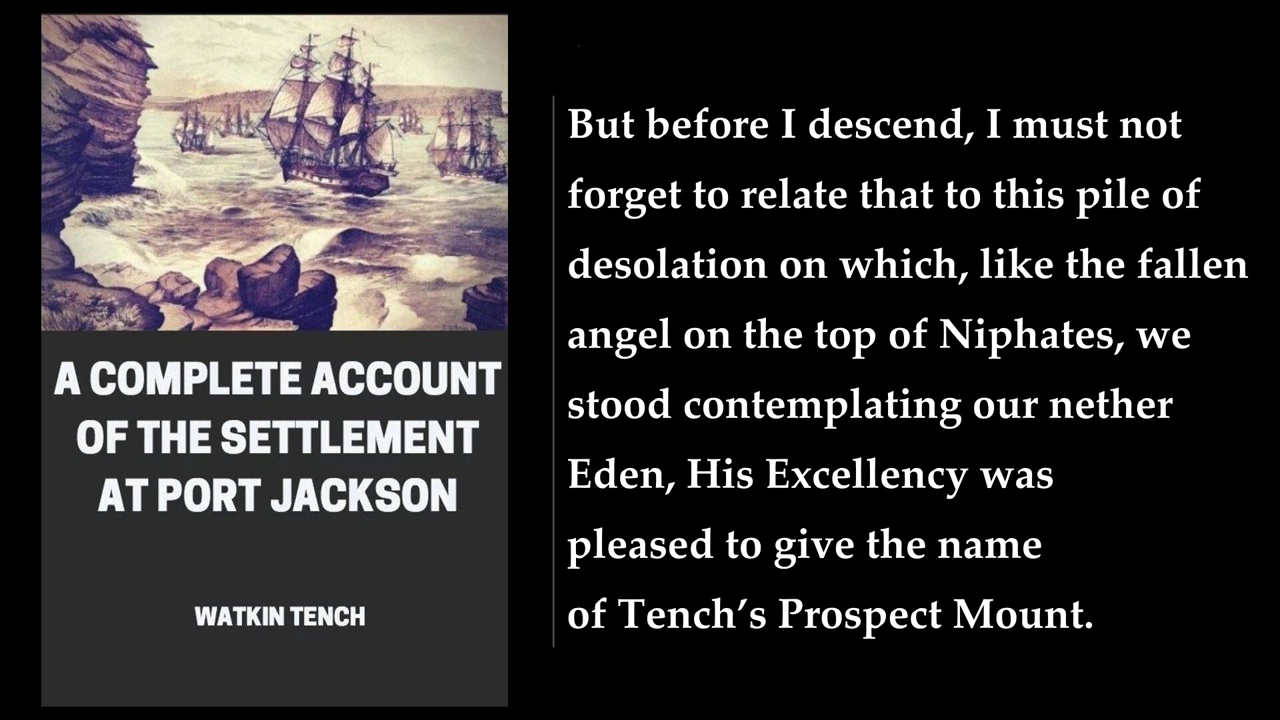 A COMPLETE ACCOUNT
OF THE SETTLEMENT
AT PORT JACKSON
WATKIN TENCH
But before I descend, I must not
forget to relate that to this pile of
desolation on which, like the fallen
angel on the top of Niphates, we
stood contemplating our nether
Eden, His Excellency was
pleased to give the name
of Tench’s Prospect Mount.